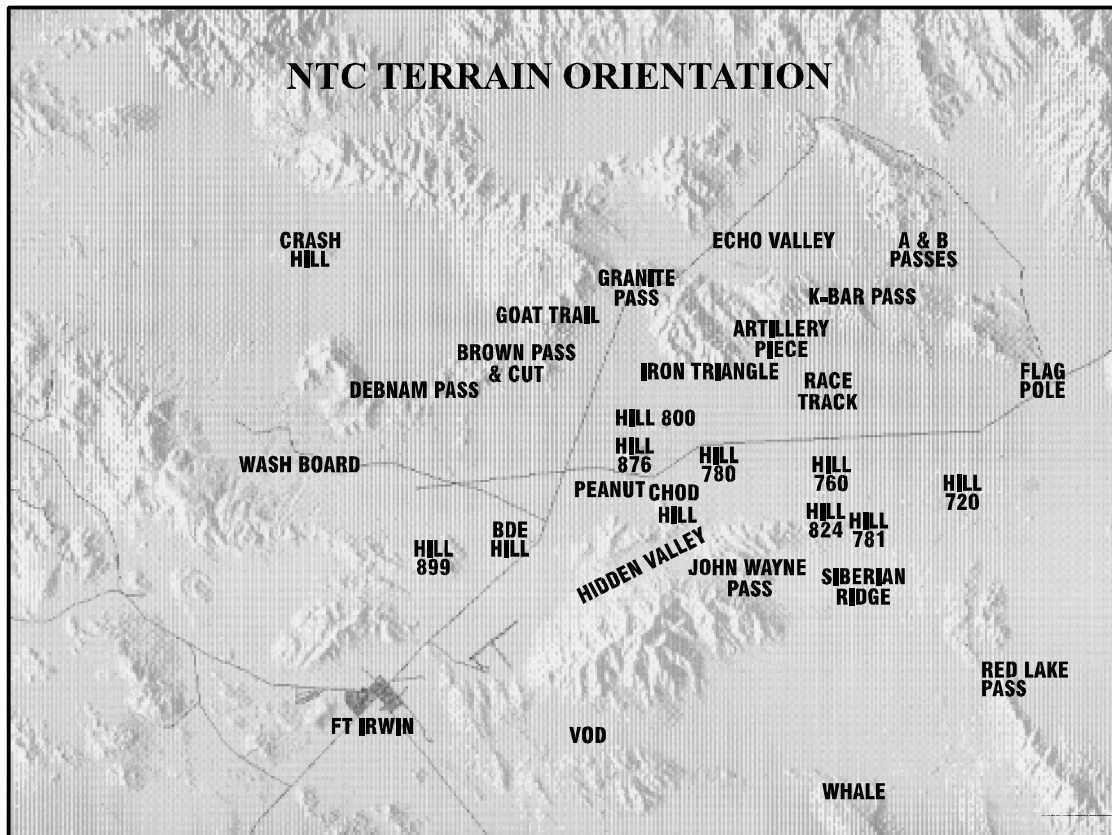 NTC TERRAIN ORIENTATION
CRASH
HILL
ECHO VALLEY
A & B
PASSES
GRANITE
PASS
K-BAR PASS
GOAT TRAIL
ARTILLERY
PIECE
BROWN PASS
& CUT
IRON TRIANGLE
FLAG
POLE
DEBNAM PASS
RACE
TRACK
HILL 800
HILL
876
HILL
780
WASH BOARD
HILL
760
HILL
720
PEANUT
CHOD
HILL
HILL
824
HILL
781
BDE
HILL
HILL
899
HIDDEN VALLEY
JOHN WAYNE
PASS
SIBERIAN
RIDGE
RED LAKE
PASS
FT IRWIN
VOD
WHALE